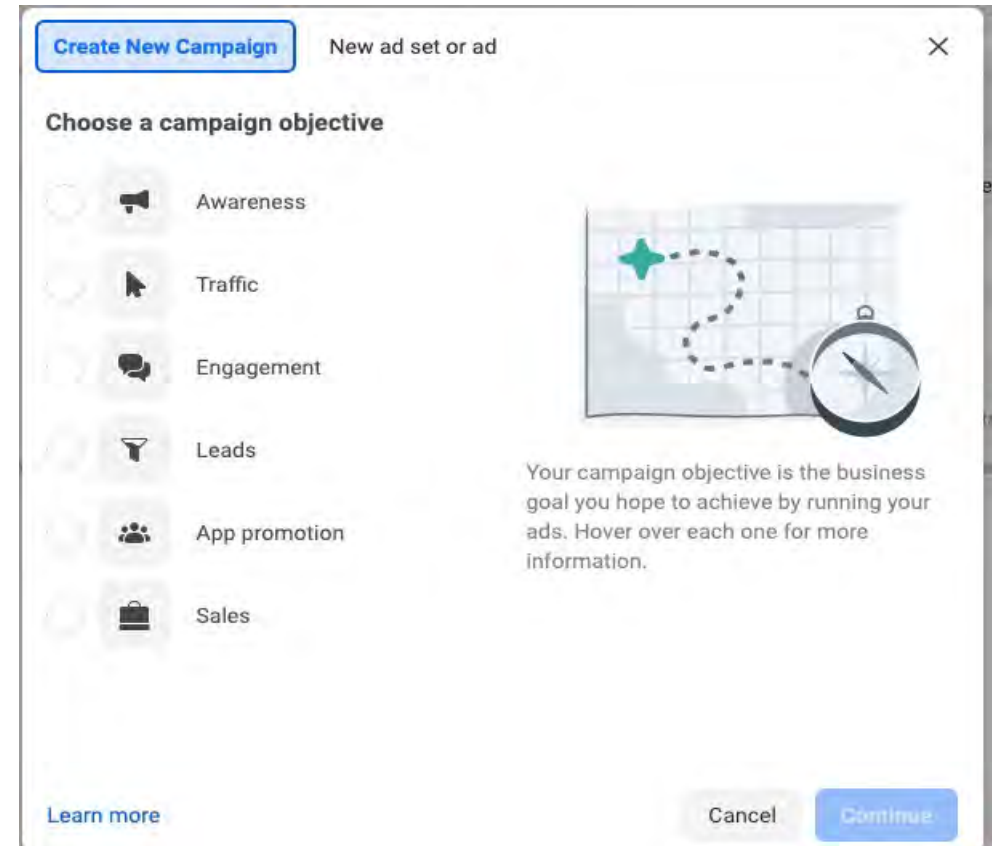 Create New Campaign
New ad set or ad
Choose a campaign objective
Awareness
Traffic
Engagement
Leads
App promotion
Sales
Your campaign objective is the business
goal you hope to achieve by running your
ads. Hover over each one for more
information.
Learn more
Cancel
Continue